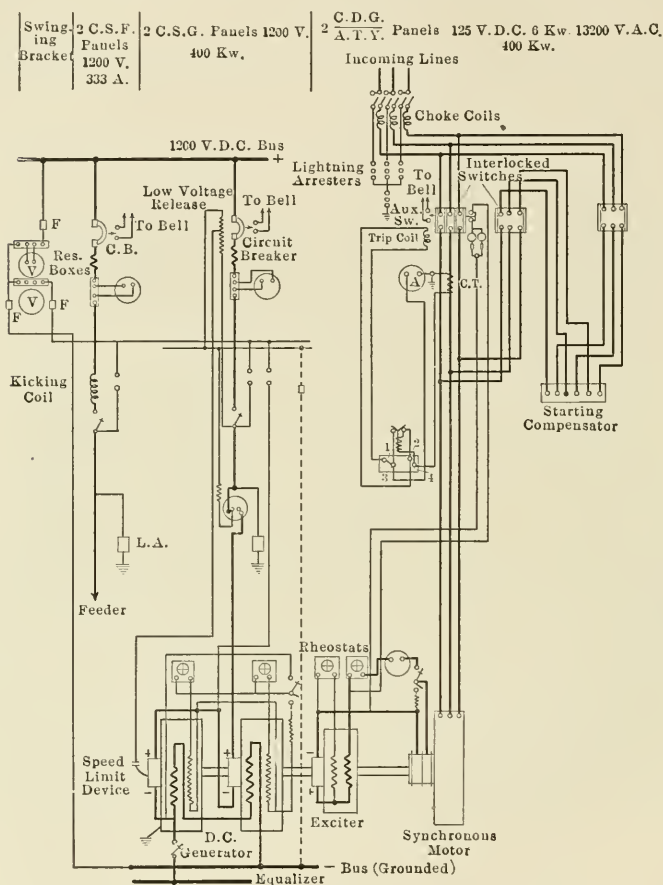 Swing-
ing
Bracket
2 C.S.F.
Panels
1200 V.
333 A.
2 C.S.G. Panels 1200 V.
400 Kw.
2 C.D.G.
A.T.Y. Panels 125 V.D.C. 6 Kw. 13200 V.A.C.
400 Kw.
Incoming Lines
Choke Coils
1200 V.D.C. Bus +
Lightning
Arresters
To
Bell
Interlocked
Switches
Low Voltage
Release
Aux.
Sw.
F
To Bell
C.B.
To Bell
Circuit
Breaker
Trip Coil
Res.
Boxes
V
V
A
C.T.
F
F
Kicking
Coil
Starting
Compensator
1
2
3
4
L.A.
Feeder
Rheostats
Speed
Limit
Device
+
-
+
-
-
+
D.C.
Generator
Exciter
Synchronous
Motor
- Bus (Grounded)
Equalizer